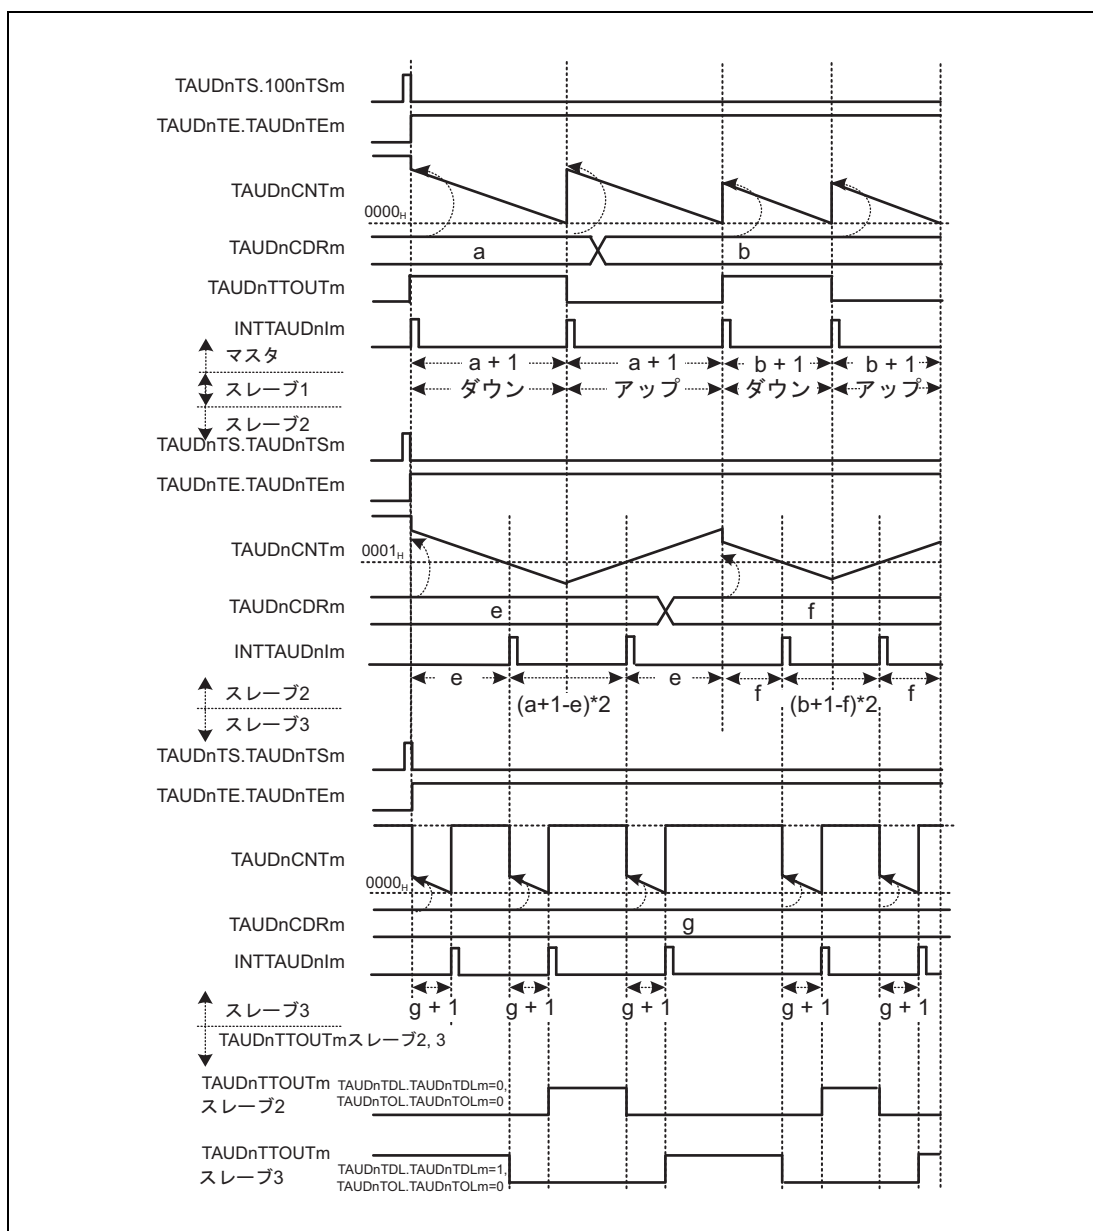 TAUDnTS.100nTSm
TAUDnTE.TAUDnTEm
TAUDnCNTm
0000H
TAUDnCDRm
a
b
TAUDnTTOUTm
INTTAUDnIm
マスタ
a + 1
a + 1
b + 1
b + 1
スレーブ1
ダウン
アップ
ダウン
アップ
スレーブ2
TAUDnTS.TAUDnTSm
TAUDnTE.TAUDnTEm
TAUDnCNTm
0001H
TAUDnCDRm
e
f
INTTAUDnIm
e
e
f
f
スレーブ2
(a+1-e)*2
(b+1-f)*2
スレーブ3
TAUDnTS.TAUDnTSm
TAUDnTE.TAUDnTEm
TAUDnCNTm
0000H
TAUDnCDRm
g
INTTAUDnIm
スレーブ3
g + 1
g + 1
g + 1
g + 1
g + 1
TAUDnTTOUTmスレーブ2, 3
TAUDnTTOUTm
スレーブ2
TAUDnTDL.TAUDnTDLm=0,
TAUDnTOL.TAUDnTOLm=0
TAUDnTTOUTm
スレーブ3
TAUDnTDL.TAUDnTDLm=1,
TAUDnTOL.TAUDnTOLm=0